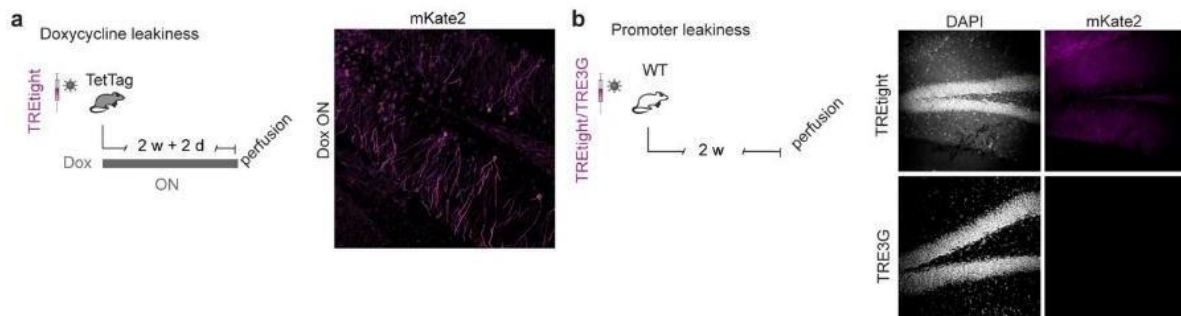 a
Doxycycline leakiness
TREtight
TetTag
2 w + 2 d
perfusion
Dox
ON
mKate2
Dox ON
b
Promoter leakiness
TREtight/TRE3G
WT
2 w
perfusion
DAPI
mKate2
TREtight
TRE3G